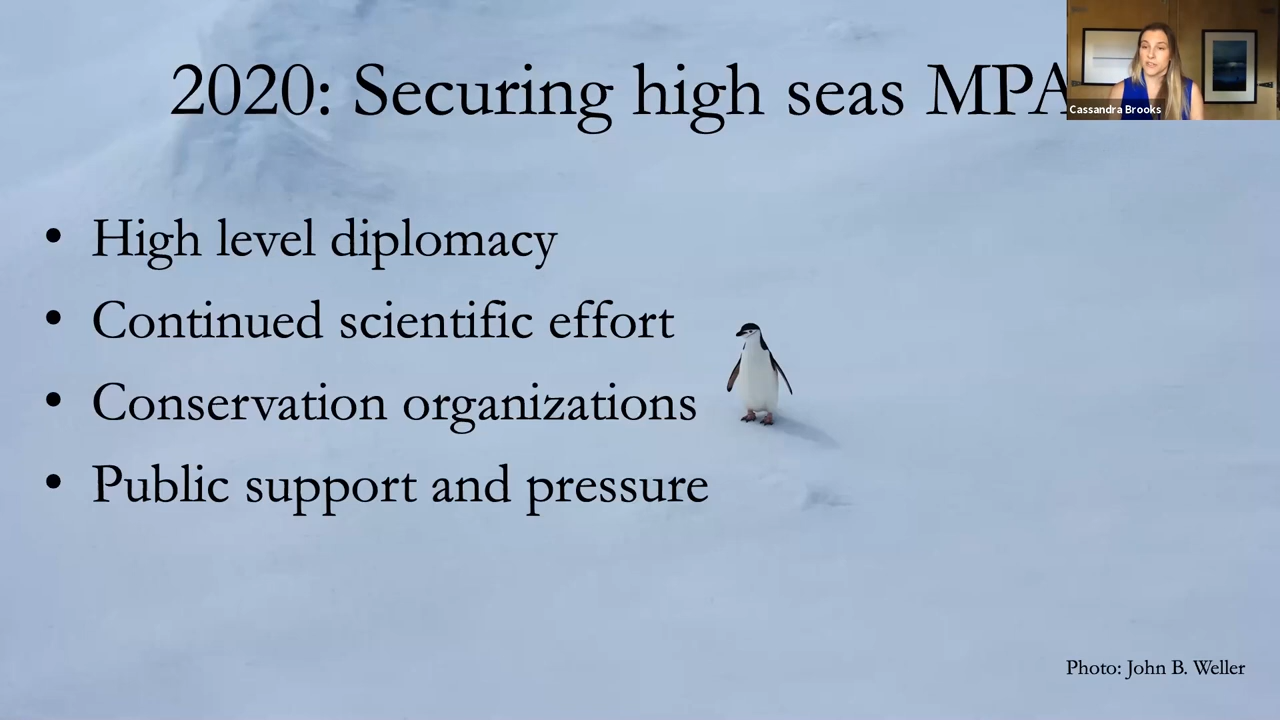 2020: Securing high seas MPA
Cassandra Brooks
• High level diplomacy
• Continued scientific effort
• Conservation organizations
• Public support and pressure
Photo: John B. Weller